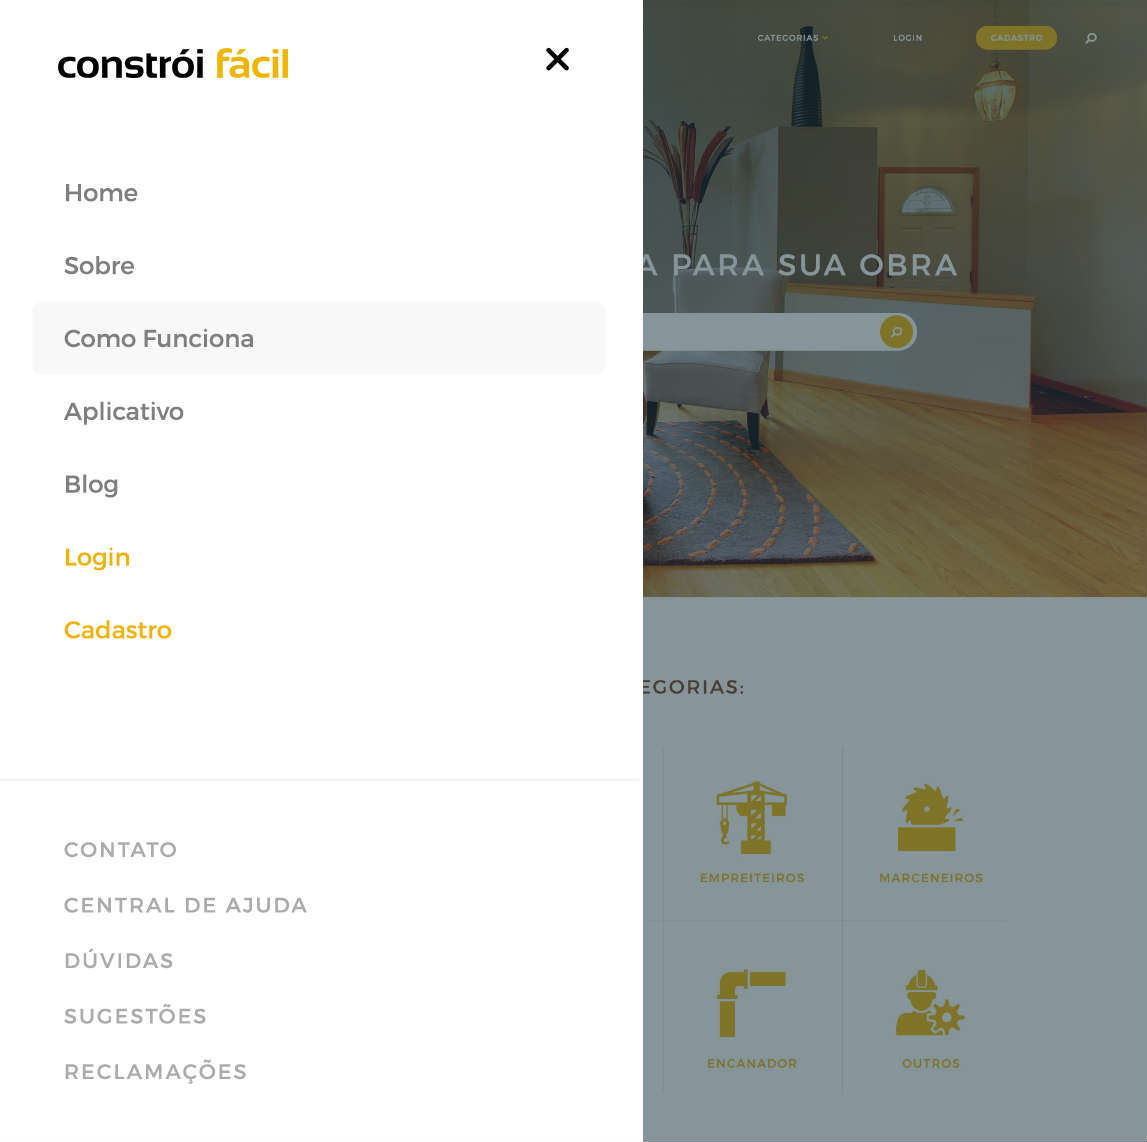 constrói fácil
Home
Sobre
Como Funciona
Aplicativo
Blog
Login
Cadastro
CONTATO
CENTRAL DE AJUDA
DÚVIDAS
SUGESTÕES
RECLAMAÇÕES
CATEGORIAS
LOGIN
CADASTRO
PARA SUA OBRA
EGORIAS:
EMPREITEIROS
MARCENEIROS
ENCANADOR
OUTROS